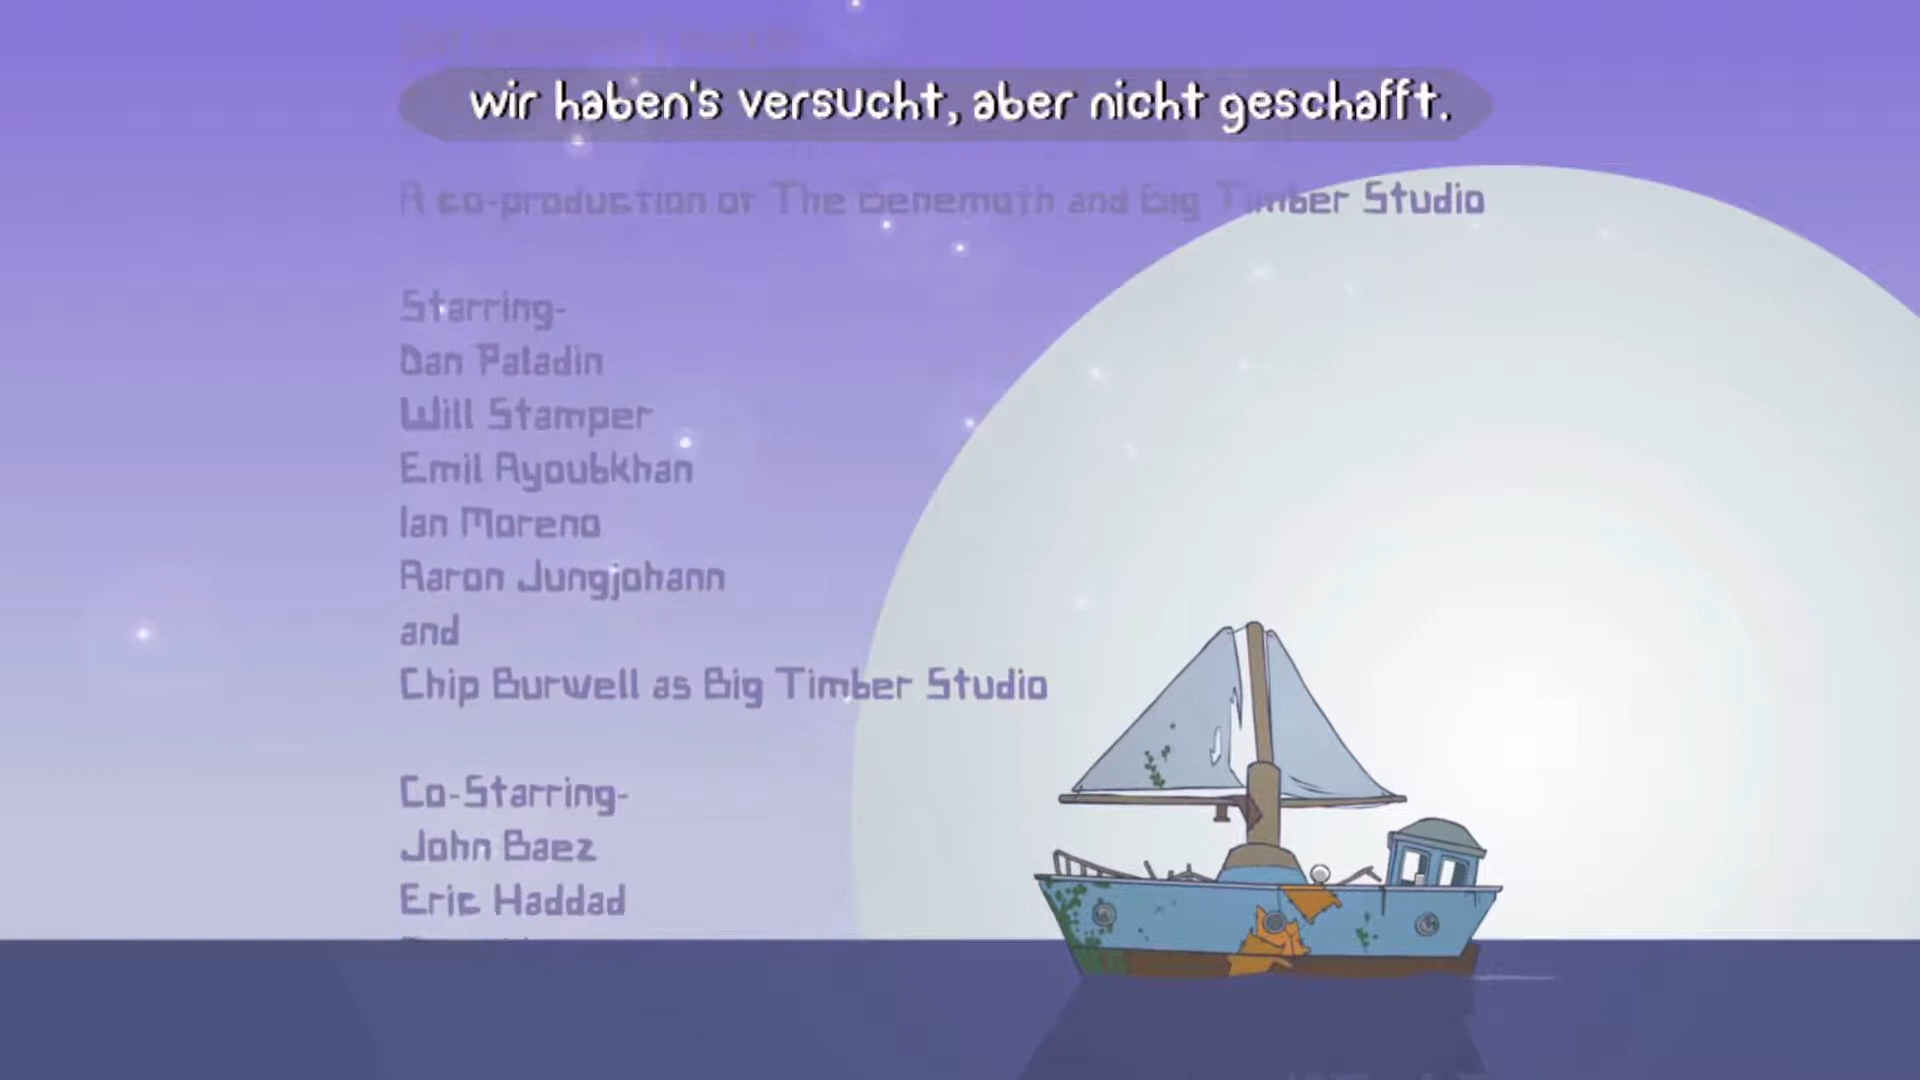 wir haben's versucht, aber nicht geschafft.
A co-production of The Behemoth and Big Timber Studio
Starring-
Dan Paladin
Will Stamper
Emil Ayoubkhan
Ian Moreno
Aaron Jungjohann
and
Chip Burwell as Big Timber Studio
Co-Starring-
John Baez
Eric Haddad